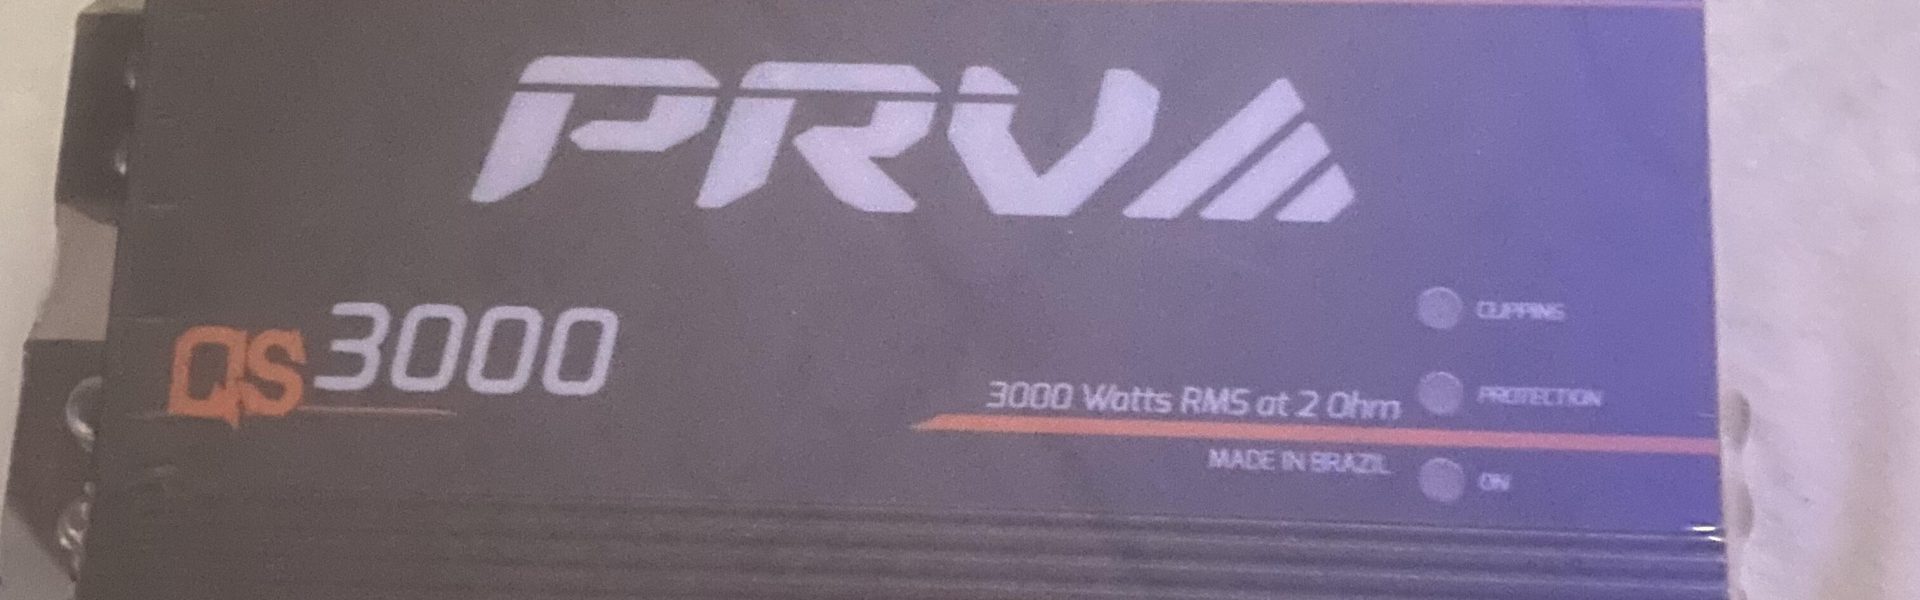 PRV
QS3000
CLIPPING
3000 Watts RMS at 2 Ohm
PROTECTION
MADE IN BRAZIL
ON